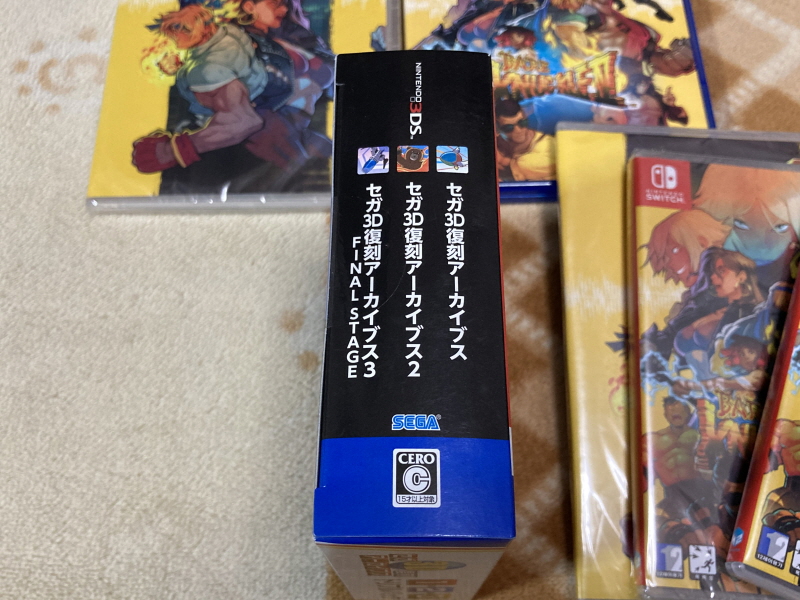 NINTENDO3DS™
セガ3D復刻アーカイブス
セガ3D復刻アーカイブス2
セガ3D復刻アーカイブス3
FINAL STAGE
SEGA
CERO
C
15才以上対象
NINTENDO
SWITCH
12
12